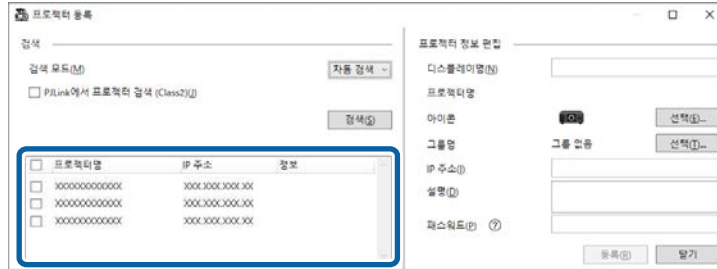 프로젝터 등록
검색
검색 모드(M)
자동 검색
PJLink에서 프로젝터 검색 (Class2)(J)
검색(S)
프로젝터명 IP 주소 정보
XXXXXXXXXXXXX XXX.XXX.XXX.XX
XXXXXXXXXXXXX XXX.XXX.XXX.XX
XXXXXXXXXXXXX XXX.XXX.XXX.XX
프로젝터 정보 편집
디스플레이명(N)
프로젝터명
아이콘 선택(E)...
그룹명 그룹 없음 선택(T)...
IP 주소(I)
설명(D)
패스워드(P) ?
등록(R) 닫기